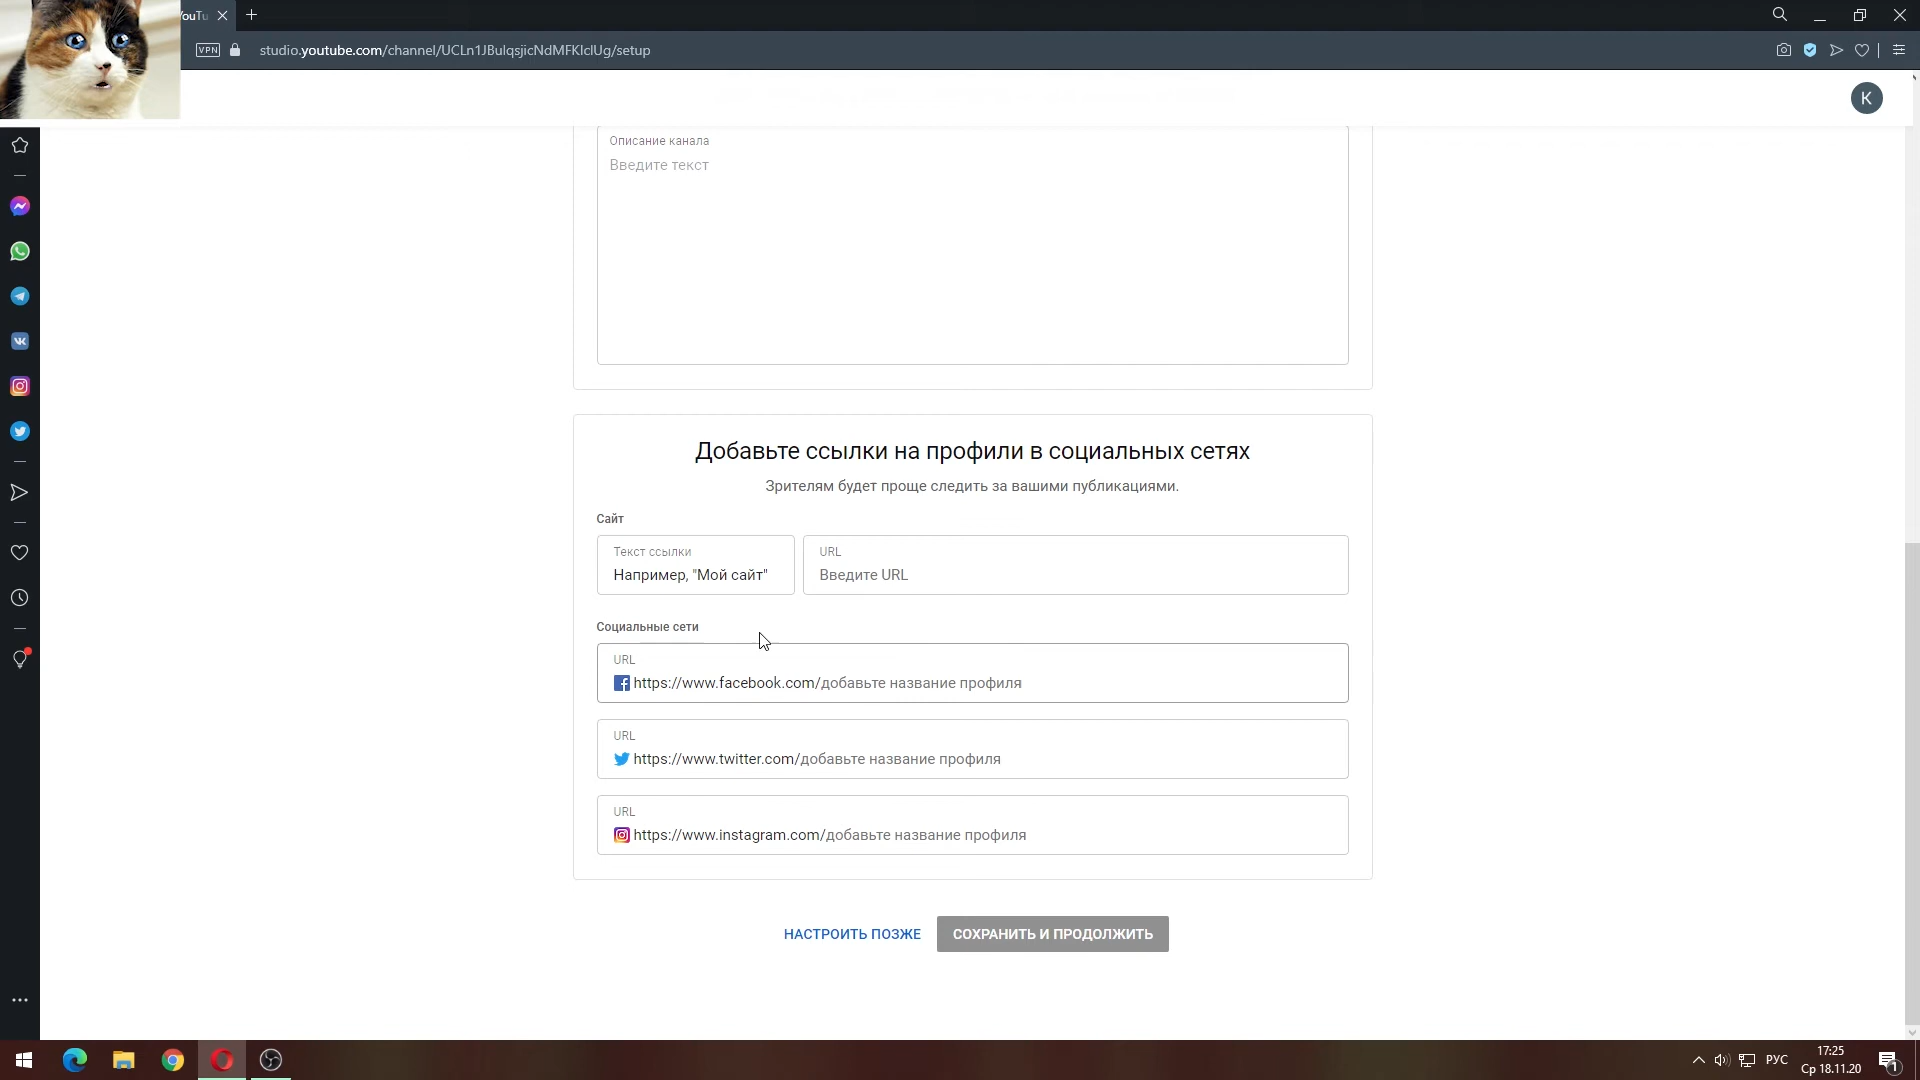 YouTu
VPN
studio.youtube.com/channel/UCLn1JBulqsjicNdMFKlclUg/setup
K
Описание канала
Введите текст
Добавьте ссылки на профили в социальных сетях
Зрителям будет проще следить за вашими публикациями.
Сайт
Текст ссылки
Например, "Мой сайт"
URL
Введите URL
Социальные сети
URL
https://www.facebook.com/добавьте название профиля
URL
https://www.twitter.com/добавьте название профиля
URL
https://www.instagram.com/добавьте название профиля
НАСТРОИТЬ ПОЗЖЕ
СОХРАНИТЬ И ПРОДОЛЖИТЬ
РУС
17:25
Ср 18.11.20
1